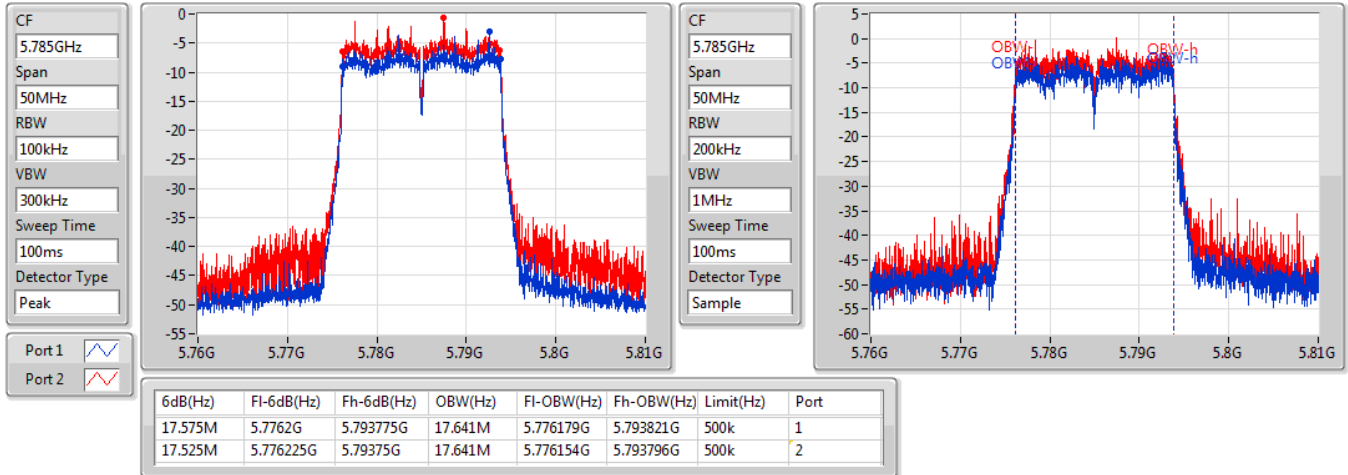 CF
5.785GHz
Span
50MHz
RBW
100kHz
VBW
300kHz
Sweep Time
100ms
Detector Type
Peak
0
-5
-10
-15
-20
-25
-30
-35
-40
-45
-50
-55
5.76G 5.77G 5.78G 5.79G 5.8G 5.81G
CF
5.785GHz
Span
50MHz
RBW
200kHz
VBW
1MHz
Sweep Time
100ms
Detector Type
Sample
5
0
-5
-10
-15
-20
-25
-30
-35
-40
-45
-50
-55
-60
OBW-h
OBW-h
5.76G 5.77G 5.78G 5.79G 5.8G 5.81G
Port 1
Port 2
6dB(Hz) Fl-6dB(Hz) Fh-6dB(Hz) OBW(Hz) Fl-OBW(Hz) Fh-OBW(Hz) Limit(Hz) Port
17.575M 5.7762G 5.793775G 17.641M 5.776179G 5.793821G 500k 1
17.525M 5.776225G 5.79375G 17.641M 5.776154G 5.793796G 500k 2